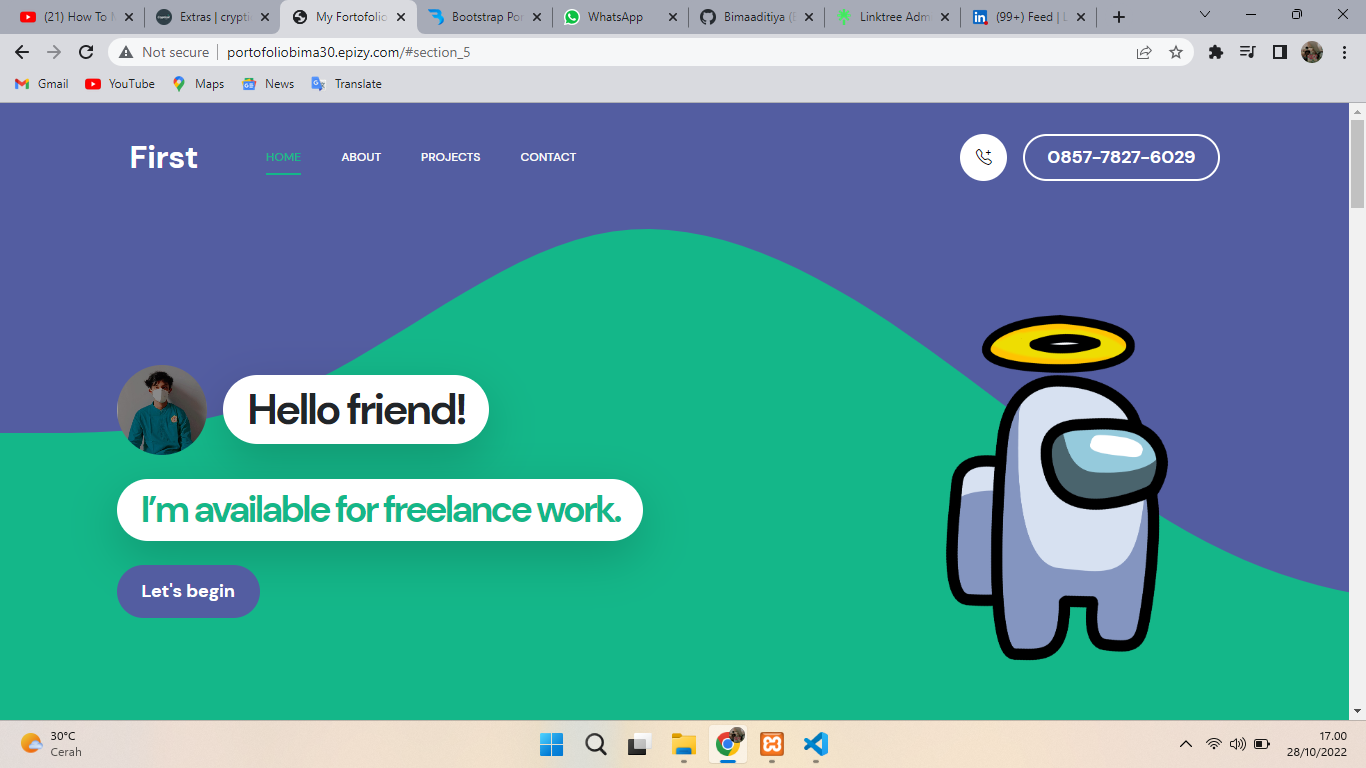 (21) How To M
Extras | crypti
My Fortofolio
Bootstrap Por
WhatsApp
Bimaaditiya (B
Linktree Adm
(99+) Feed | L
Not secure
portofoliobima30.epizy.com/#section_5
Gmail
YouTube
Maps
News
Translate
First
HOME
ABOUT
PROJECTS
CONTACT
0857-7827-6029
Hello friend!
I’m available for freelance work.
Let's begin
30°C
Cerah
17.00
28/10/2022